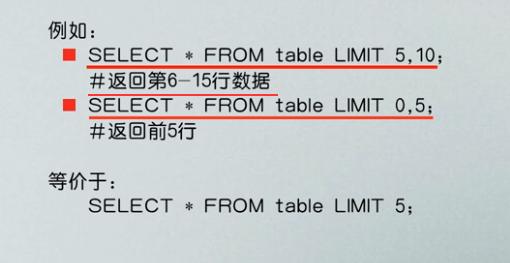 例如：
SELECT * FROM table LIMIT 5,10;
#返回第6-15行数据
SELECT * FROM table LIMIT 0,5;
#返回前5行
等价于：
SELECT * FROM table LIMIT 5;